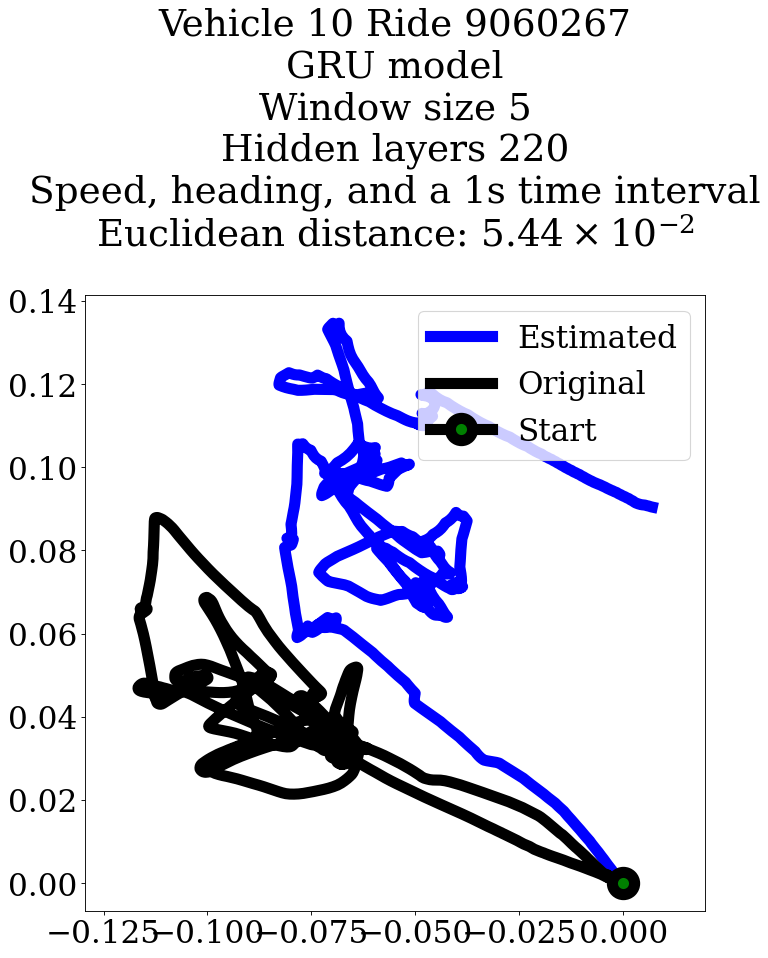 Vehicle 10 Ride 9060267
GRU model
Window size 5
Hidden layers 220
Speed, heading, and a 1s time interval
Euclidean distance: 5.44 × 10⁻²
0.14
0.12
0.10
0.08
0.06
0.04
0.02
0.00
Estimated
Original
Start
−0.125 −0.100 −0.075 −0.050 −0.025 0.000